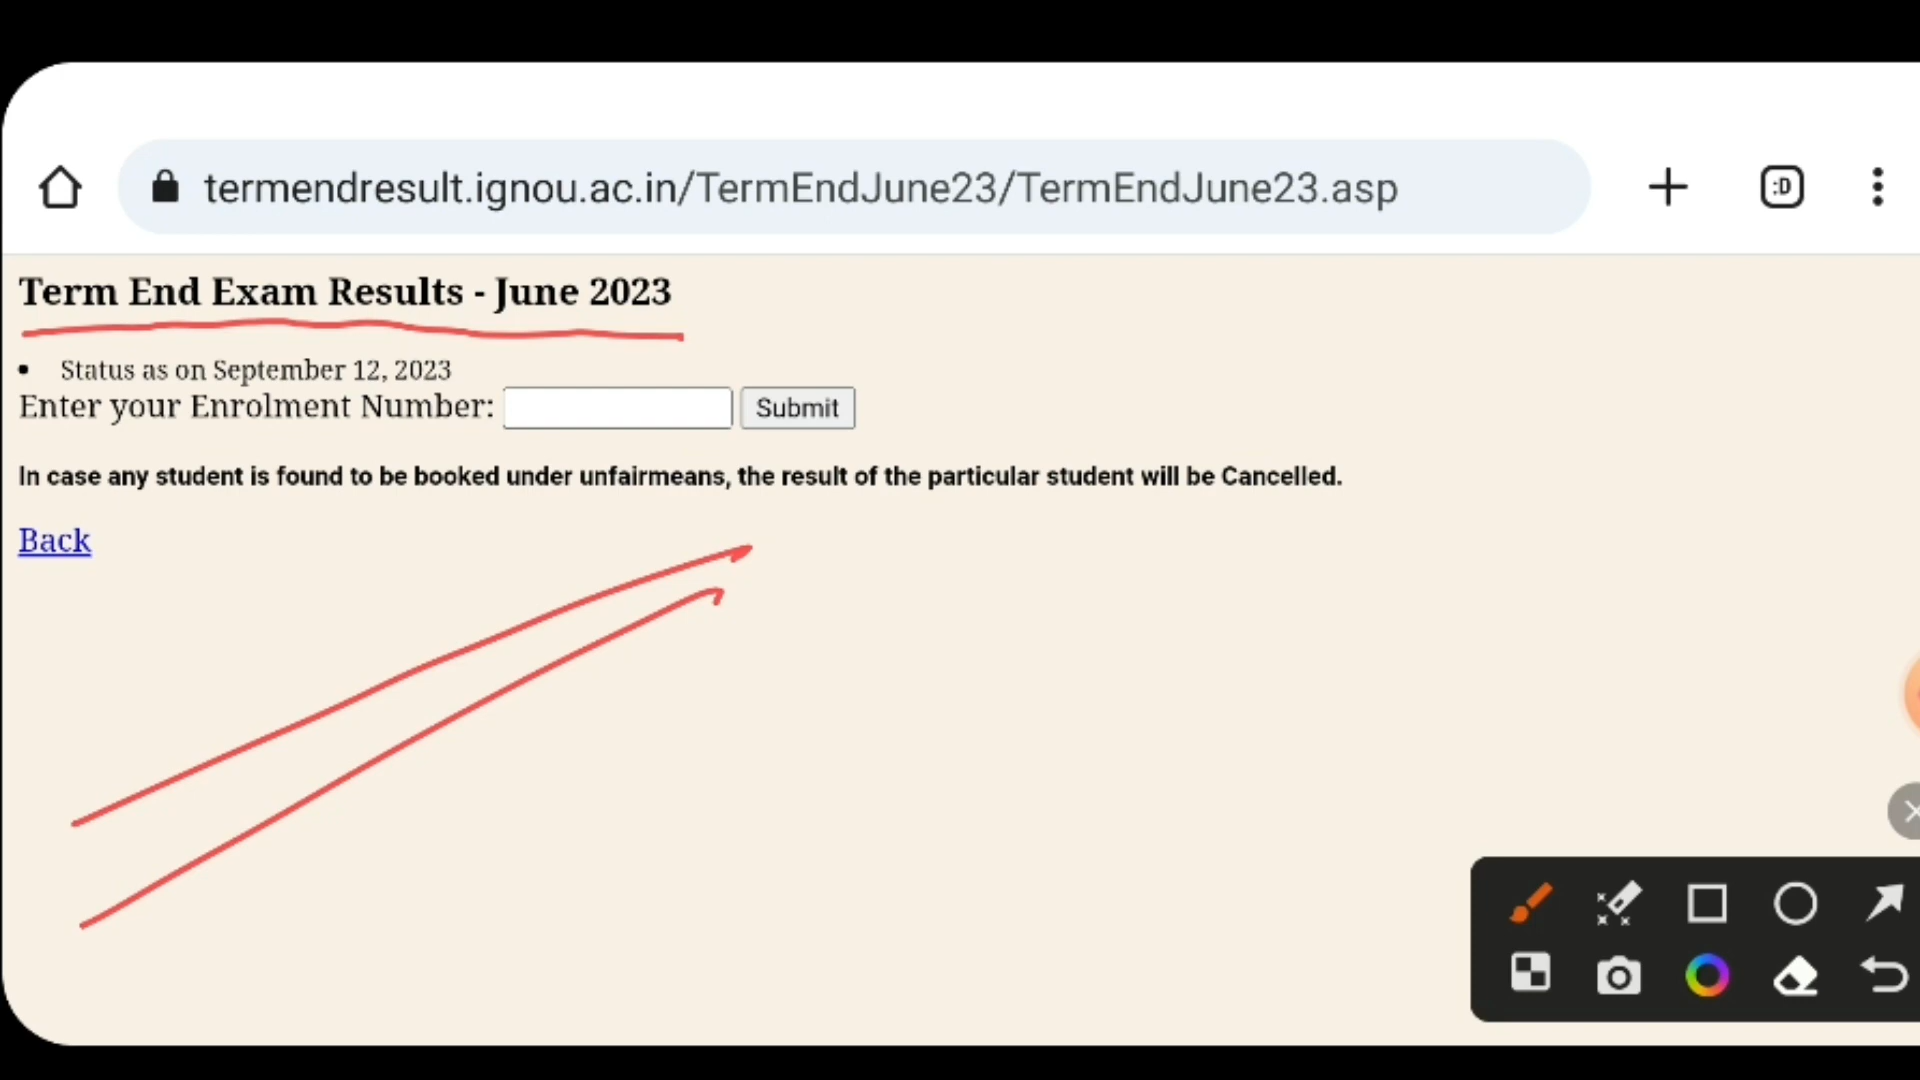 termendresult.ignou.ac.in/TermEndJune23/TermEndJune23.asp
:D
Term End Exam Results - June 2023
• Status as on September 12, 2023
Enter your Enrolment Number: Submit
In case any student is found to be booked under unfairmeans, the result of the particular student will be Cancelled.
Back